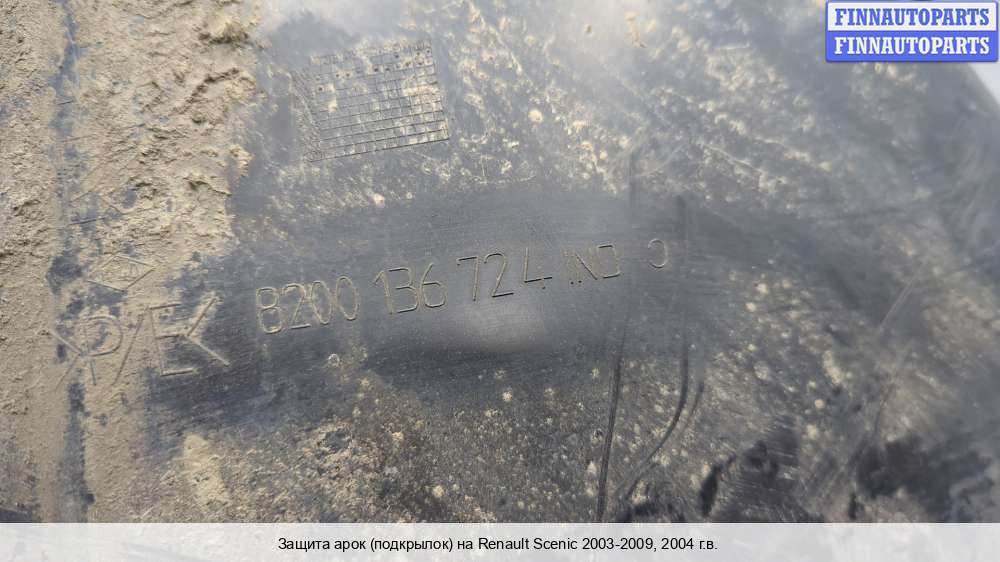 FINNAUTOPARTS
FINNAUTOPARTS
8200 136 724 IND C
Защита арок (подкрылок) на Renault Scenic 2003-2009, 2004 г.в.